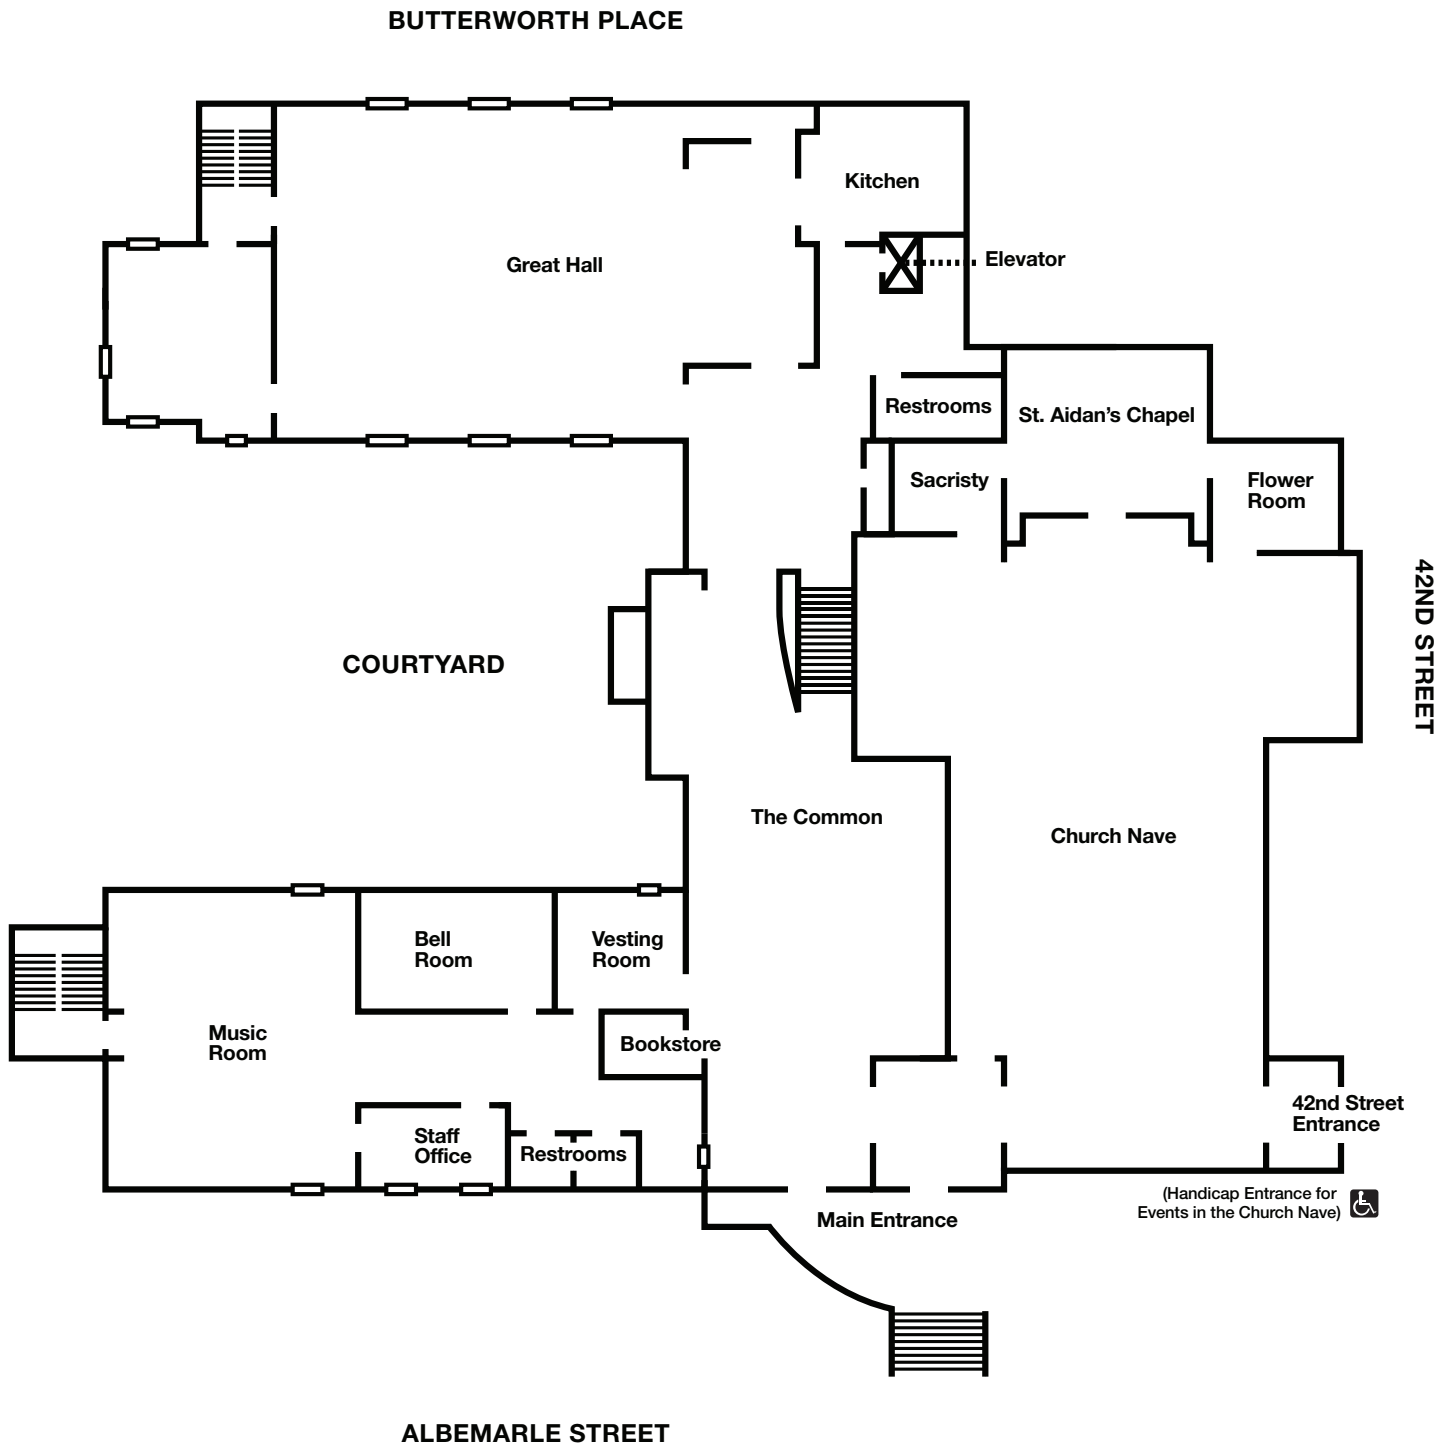 BUTTERWORTH PLACE
Kitchen
Great Hall
Elevator
Restrooms
St. Aidan's Chapel
Sacristy
Flower
Room
42ND STREET
COURTYARD
The Common
Church Nave
Bell
Room
Vesting
Room
Music
Room
Bookstore
42nd Street
Entrance
Staff
Office
Restrooms
(Handicap Entrance for
Events in the Church Nave)
Main Entrance
ALBEMARLE STREET